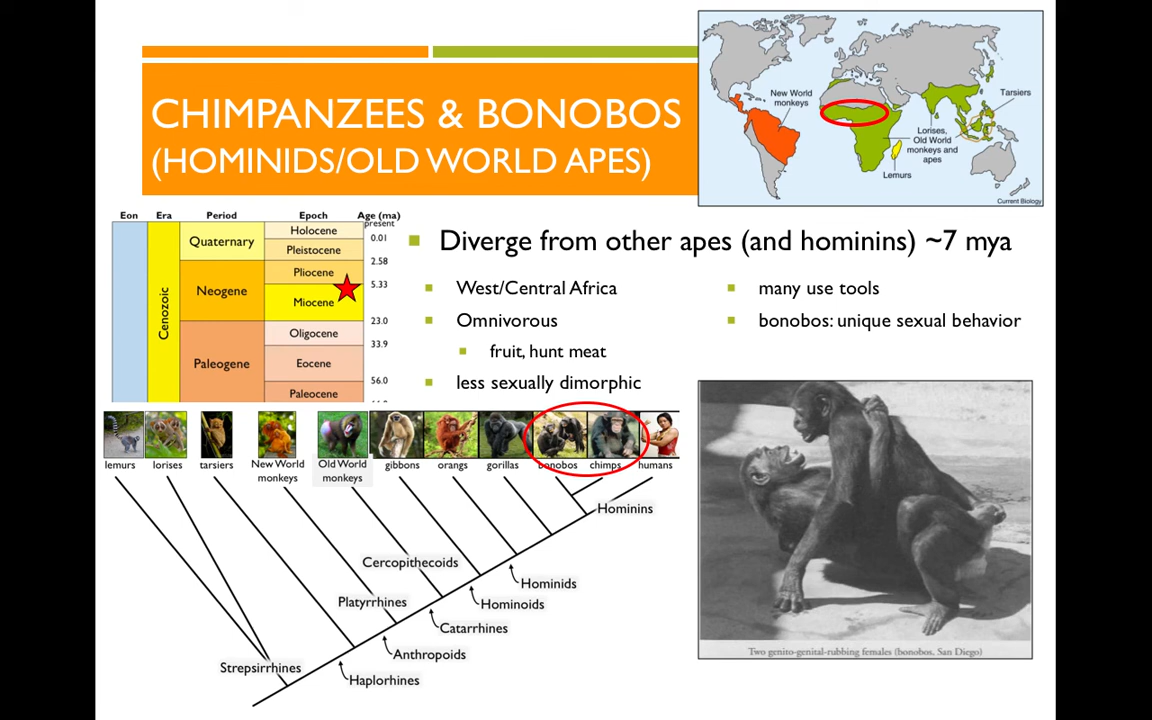 CHIMPANZEES & BONOBOS
(HOMINIDS/OLD WORLD APES)
New World
monkeys
Tarsiers
Lorises,
Old World
monkeys and
apes
Lemurs
Current Biology
Eon Era Period Epoch Age (ma)
present
Holocene
0.01
Quaternary
Pleistocene
2.58
Pliocene
5.33
Neogene
Miocene
23.0
Oligocene
33.9
Cenozoic
Paleogene
Eocene
56.0
Paleocene
Diverge from other apes (and hominins) ~7 mya
West/Central Africa
Omnivorous
fruit, hunt meat
less sexually dimorphic
many use tools
bonobos: unique sexual behavior
lemurs
lorises
tarsiers
New World
monkeys
Old World
monkeys
gibbons
orangs
gorillas
bonobos
chimps
humans
Hominins
Cercopithecoids
Hominids
Platyrrhines
Hominoids
Catarrhines
Anthropoids
Strepsirrhines
Haplorhines
Two genito-genital-rubbing females (bonobos, San Diego)